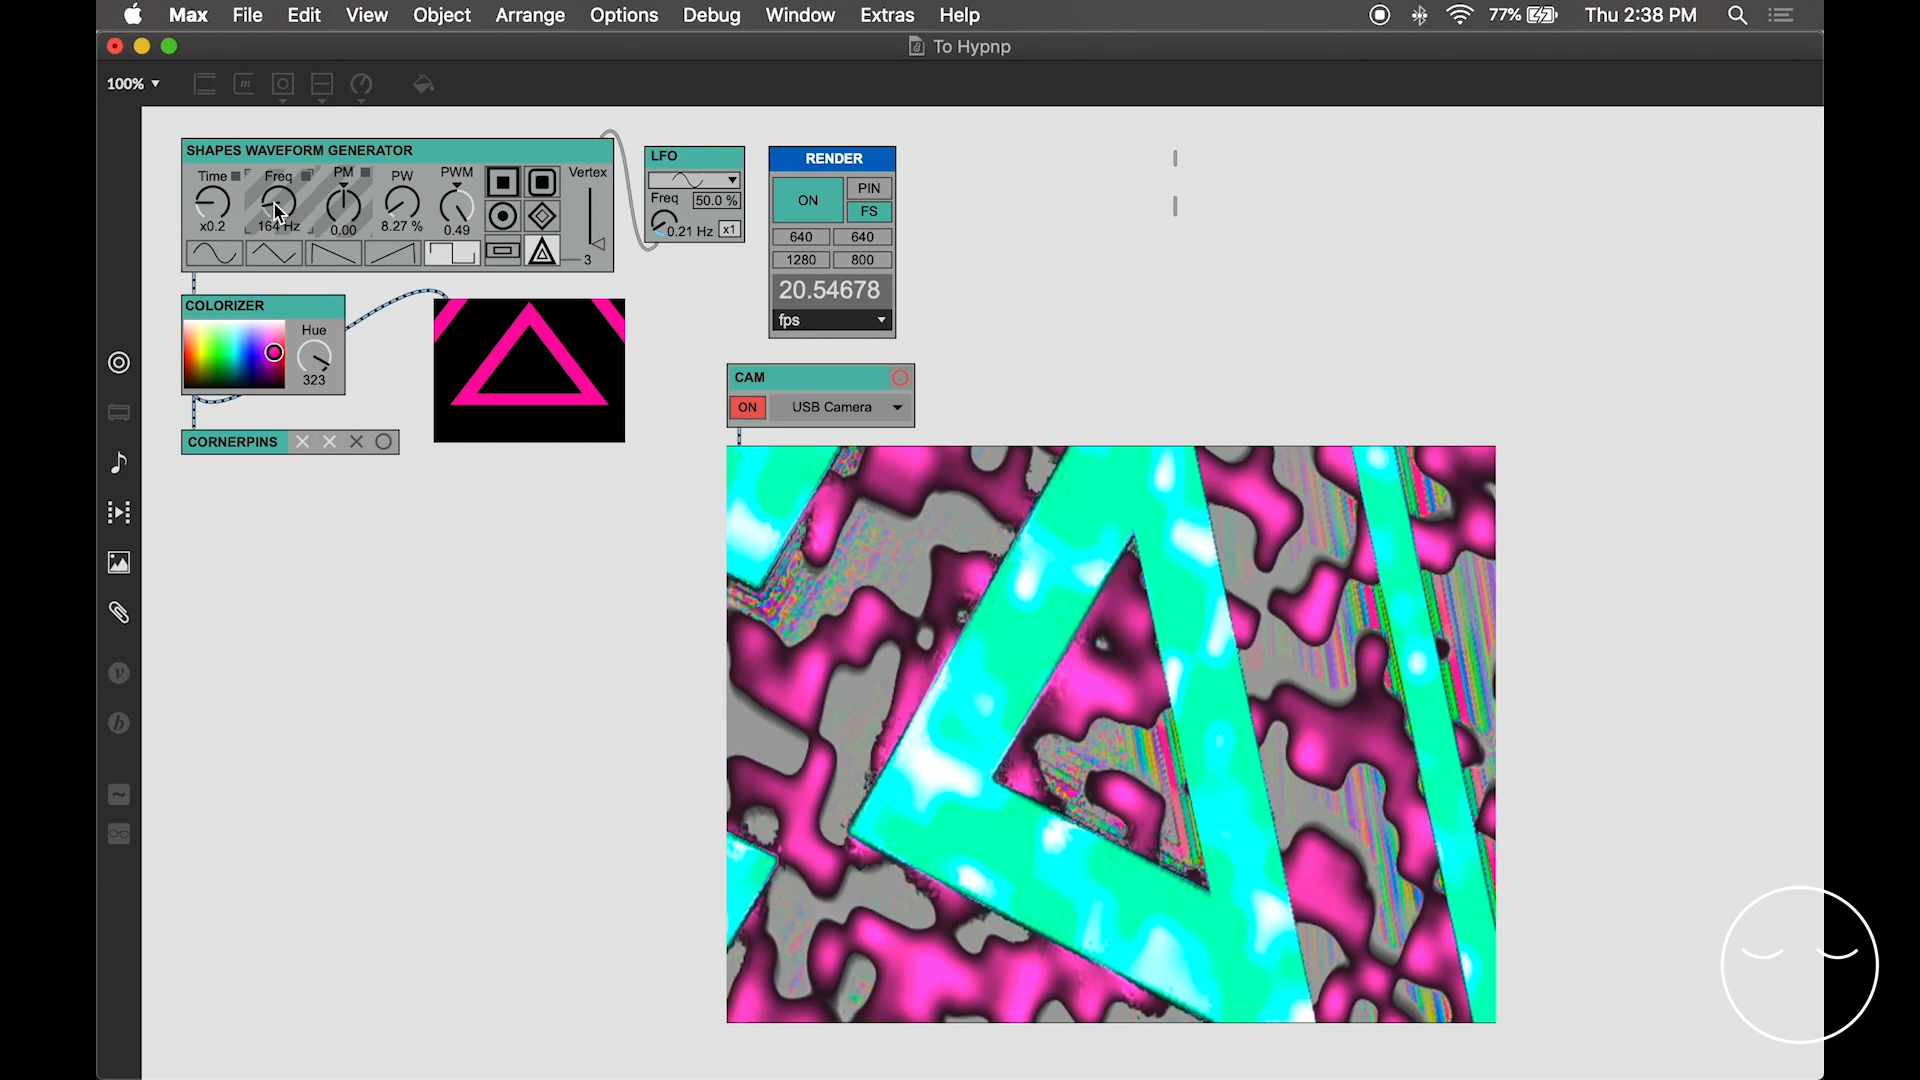 Max File Edit View Object Arrange Options Debug Window Extras Help 77% Thu 2:38 PM
To Hypnp
100%
SHAPES WAVEFORM GENERATOR
Time Freq PM PW PWM Vertex
x0.2 164 Hz 0.00 8.27 % 0.49
3
LFO
Freq 50.0 %
0.21 Hz x1
RENDER
ON PIN
FS
640 640
1280 800
20.54678
fps
COLORIZER
Hue
323
CORNERPINS
CAM
ON USB Camera